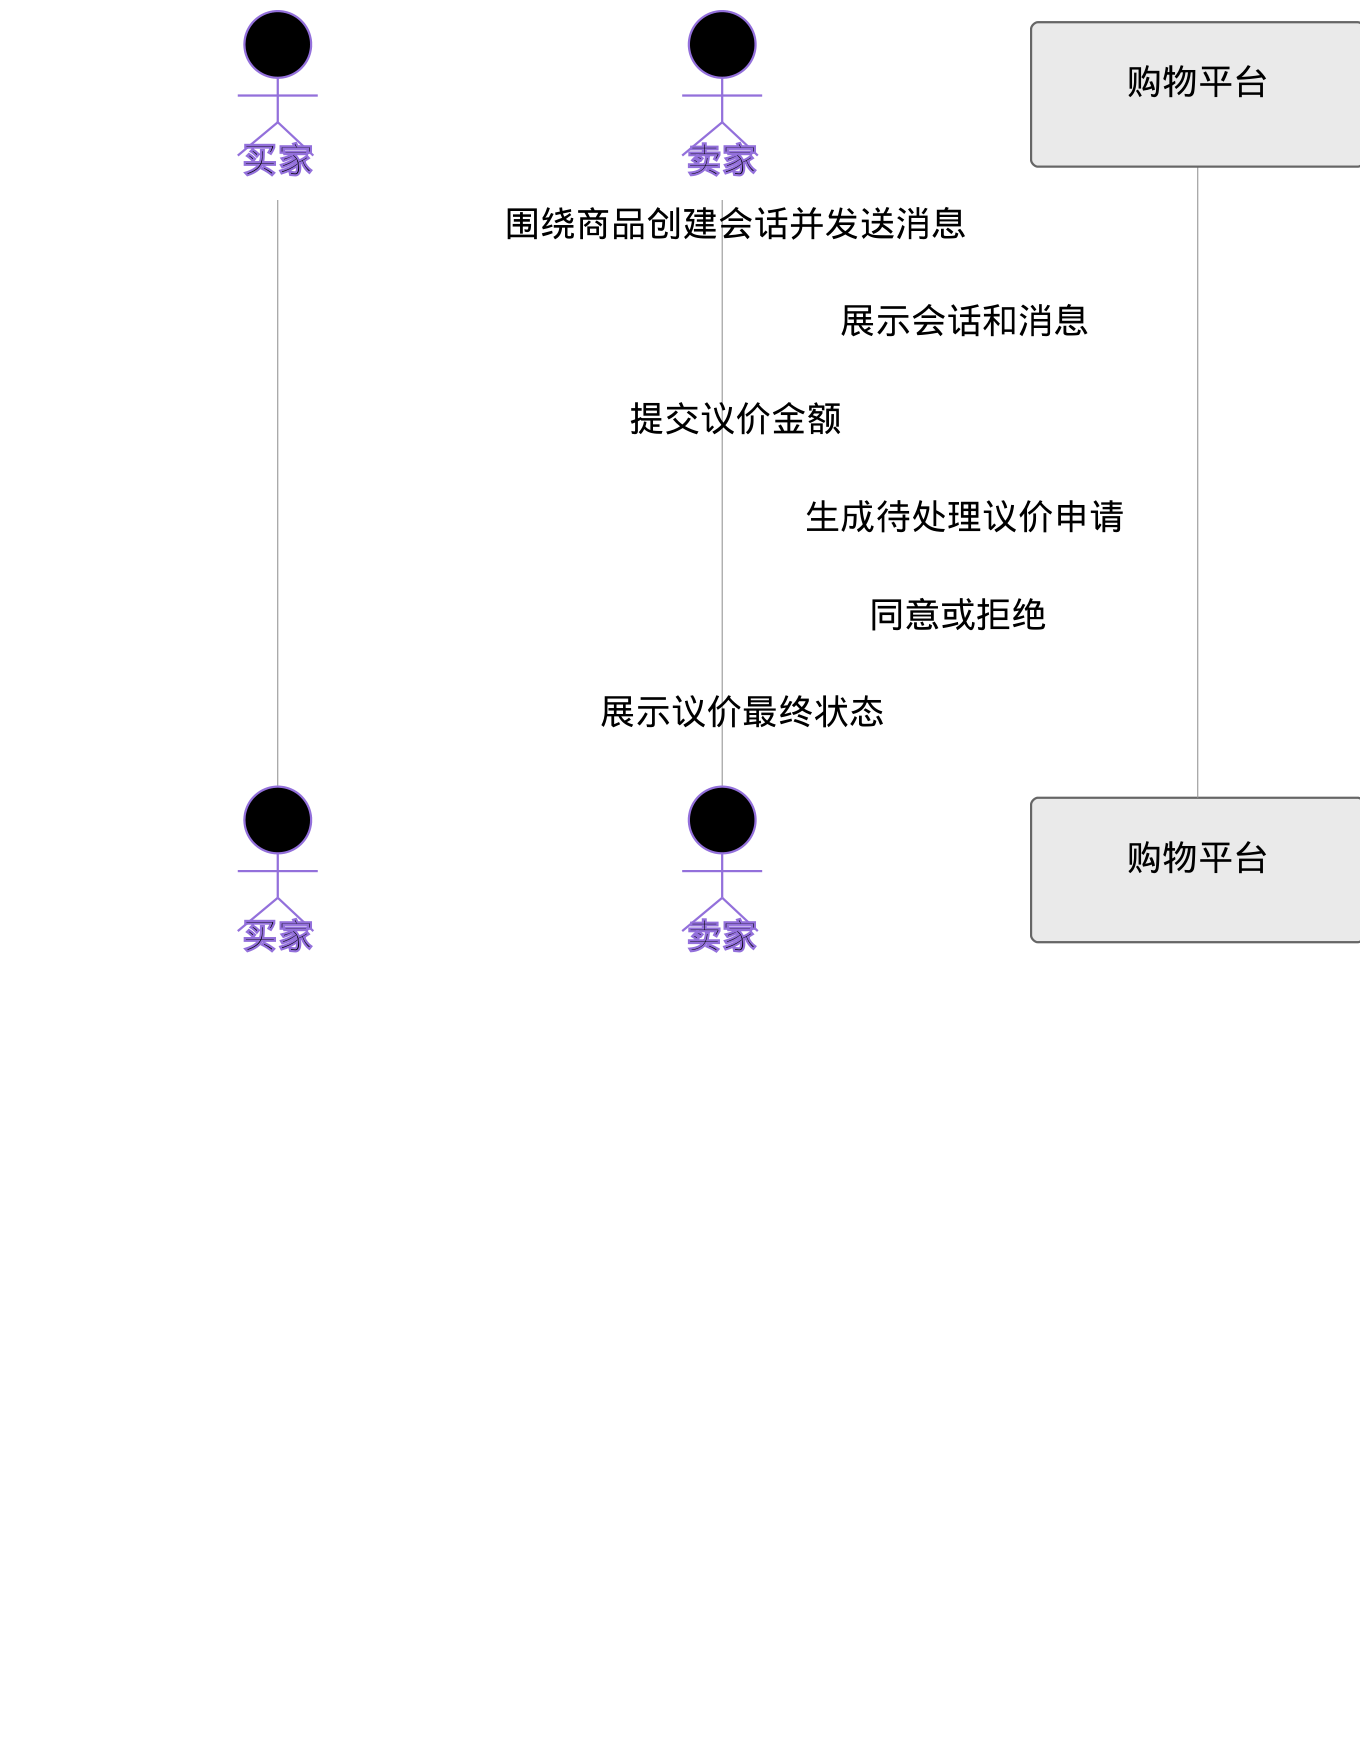 买家
卖家
购物平台
围绕商品创建会话并发送消息
展示会话和消息
提交议价金额
生成待处理议价申请
同意或拒绝
展示议价最终状态
买家
卖家
购物平台